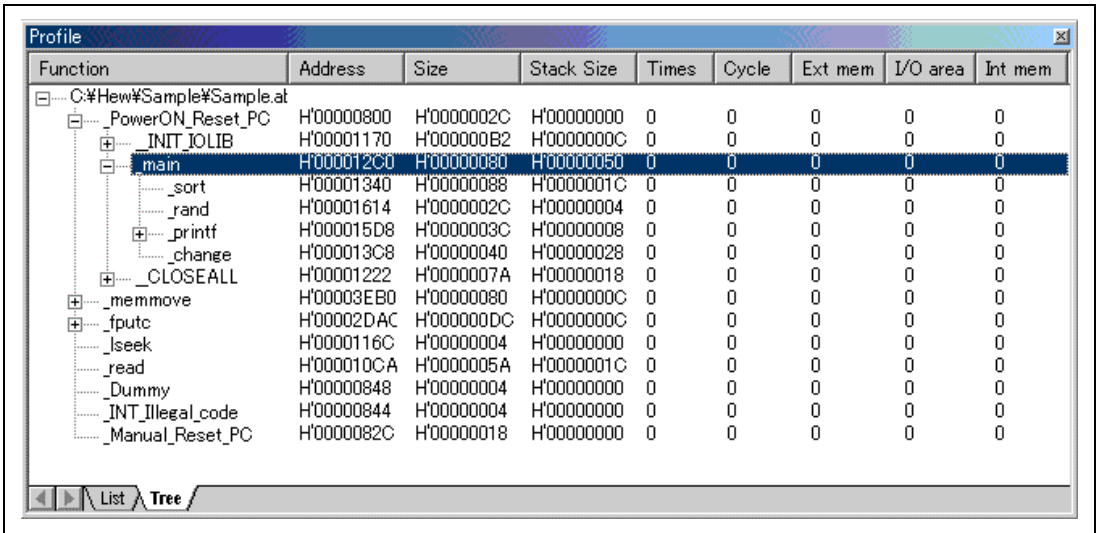 Profile
Function Address Size Stack Size Times Cycle Ext mem I/O area Int mem
C:¥Hew¥Sample¥Sample.ab
_PowerON_Reset_PC H'00000800 H'0000002C H'00000000 0 0 0 0 0
__INIT_IOLIB H'00001170 H'000000B2 H'0000000C 0 0 0 0 0
_main H'000012C0 H'00000080 H'00000050 0 0 0 0 0
_sort H'00001340 H'00000088 H'0000001C 0 0 0 0 0
_rand H'00001614 H'0000002C H'00000004 0 0 0 0 0
_printf H'000015D8 H'0000003C H'00000008 0 0 0 0 0
_change H'000013C8 H'00000040 H'00000028 0 0 0 0 0
__CLOSEALL H'00001222 H'0000007A H'00000018 0 0 0 0 0
_memmove H'00003EB0 H'00000080 H'0000000C 0 0 0 0 0
_fputc H'00002DAC H'000000DC H'0000000C 0 0 0 0 0
_lseek H'0000116C H'00000004 H'00000000 0 0 0 0 0
_read H'000010CA H'0000005A H'0000001C 0 0 0 0 0
_Dummy H'00000848 H'00000004 H'00000000 0 0 0 0 0
_INT_Illegal_code H'00000844 H'00000004 H'00000000 0 0 0 0 0
_Manual_Reset_PC H'0000082C H'00000018 H'00000000 0 0 0 0 0
List Tree